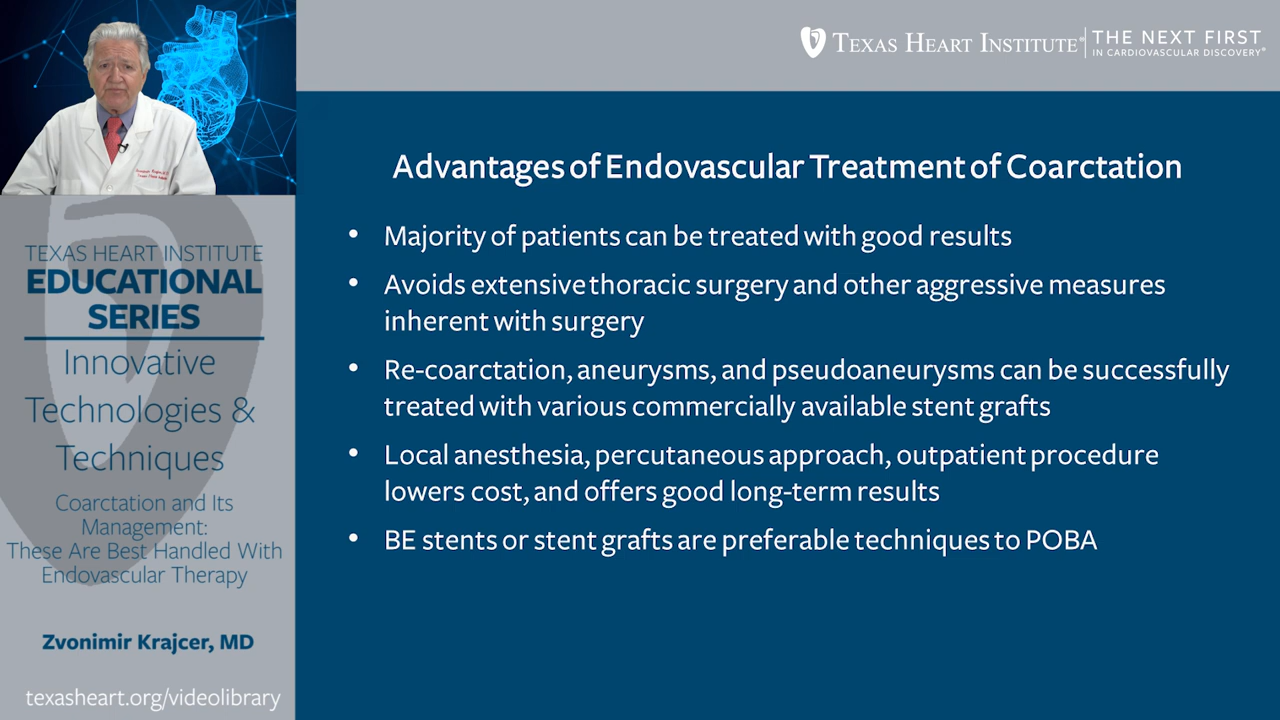 TEXAS HEART INSTITUTE®
THE NEXT FIRST
IN CARDIOVASCULAR DISCOVERY®
TEXAS HEART INSTITUTE
EDUCATIONAL
SERIES
Innovative
Technologies &
Techniques
Coarctation and Its
Management:
These Are Best Handled With
Endovascular Therapy
Zvonimir Krajcer, MD
texasheart.org/videolibrary
Advantages of Endovascular Treatment of Coarctation
• Majority of patients can be treated with good results
• Avoids extensive thoracic surgery and other aggressive measures
inherent with surgery
• Re-coarctation, aneurysms, and pseudoaneurysms can be successfully
treated with various commercially available stent grafts
• Local anesthesia, percutaneous approach, outpatient procedure
lowers cost, and offers good long-term results
• BE stents or stent grafts are preferable techniques to POBA